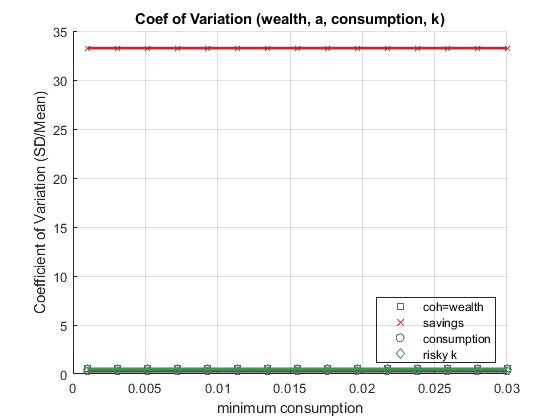 Coef of Variation (wealth, a, consumption, k)
Coefficient of Variation (SD/Mean)
35
30
25
20
15
10
5
0
coh=wealth
savings
consumption
risky k
0 0.005 0.01 0.015 0.02 0.025 0.03
minimum consumption